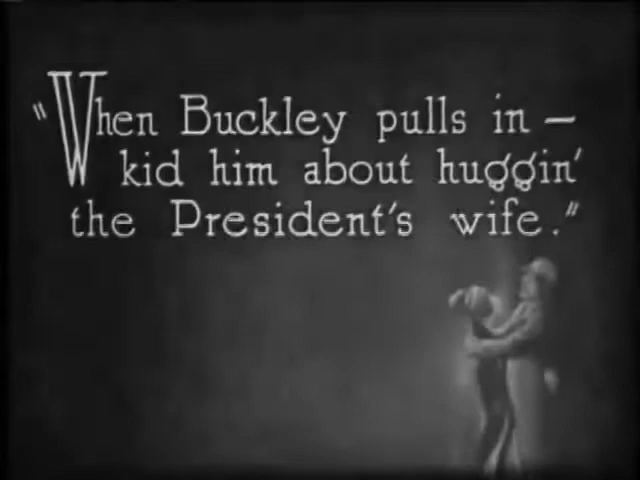 "When Buckley pulls in —
kid him about huggin'
the President's wife."